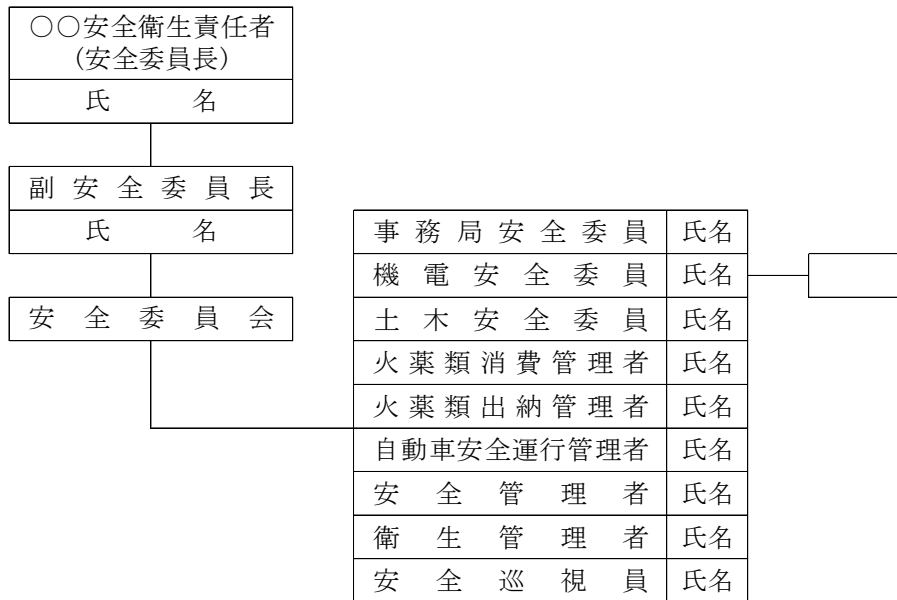 ○○安全衛生責任者
(安全委員長)
氏 名
副安全委員長
氏 名
安全委員会
事務局安全委員 氏名
機電安全委員 氏名
土木安全委員 氏名
火薬類消費管理者 氏名
火薬類出納管理者 氏名
自動車安全運行管理者 氏名
安全管理者 氏名
衛生管理者 氏名
安全巡視員 氏名